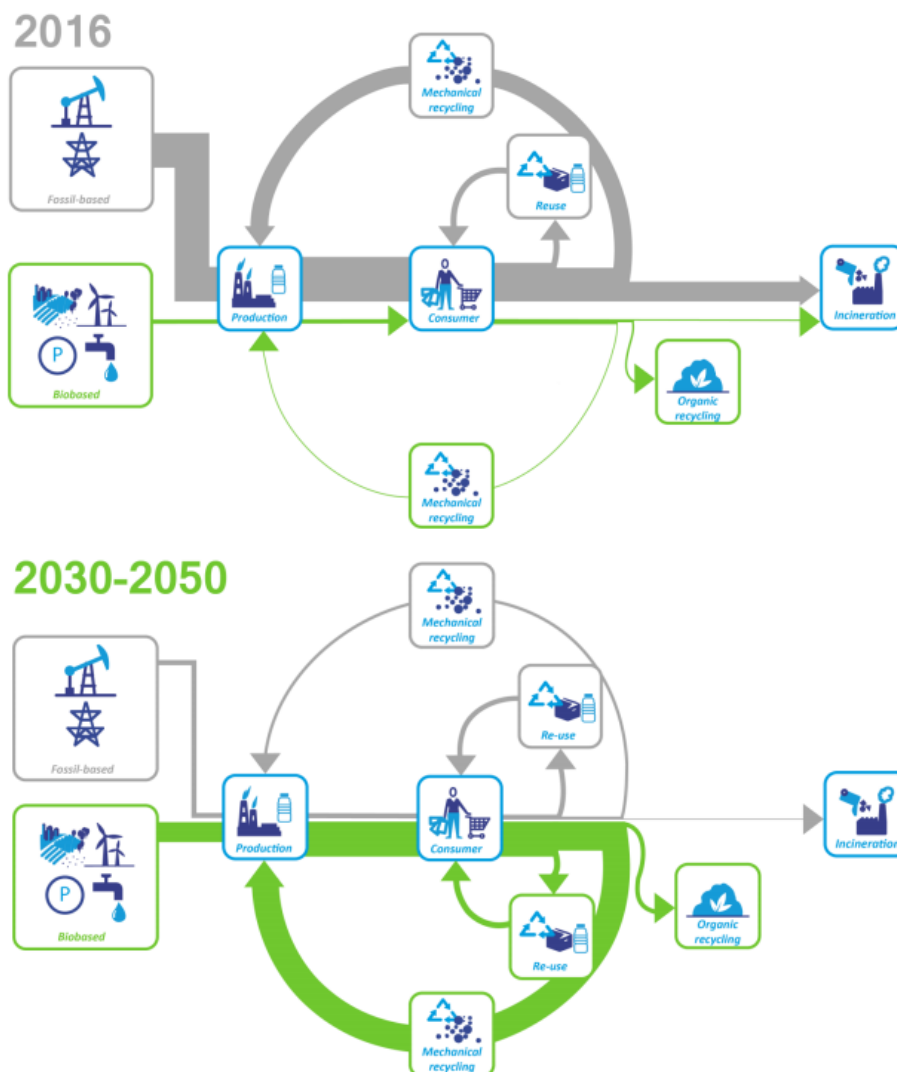 2016
Mechanical
recycling
Fossil-based
Reuse
Production
Consumer
Incineration
P
Biobased
Organic
recycling
Mechanical
recycling
2030-2050
Mechanical
recycling
Fossil-based
Re-use
Production
Consumer
Incineration
P
Biobased
Organic
recycling
Re-use
Mechanical
recycling